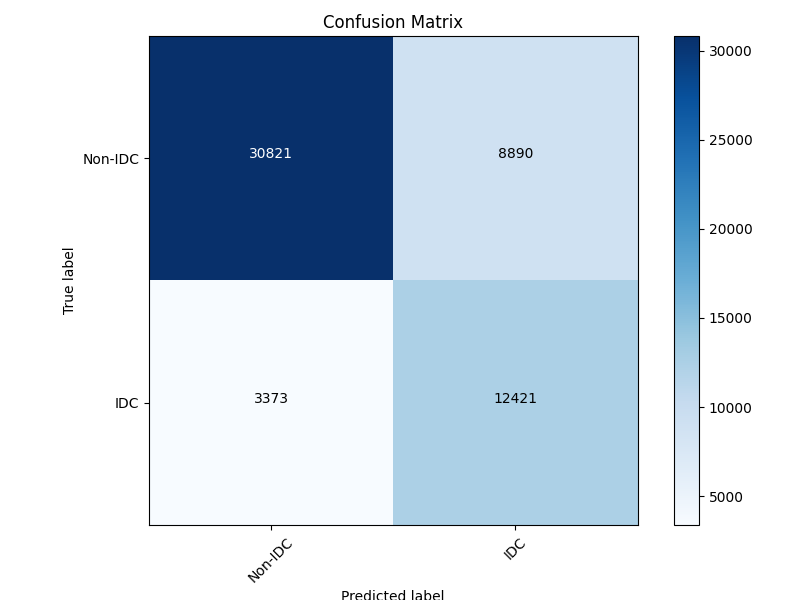 Confusion Matrix
30000
25000
20000
15000
10000
5000
True label
Non-IDC
IDC
30821
8890
3373
12421
Non-IDC
IDC
Predicted label